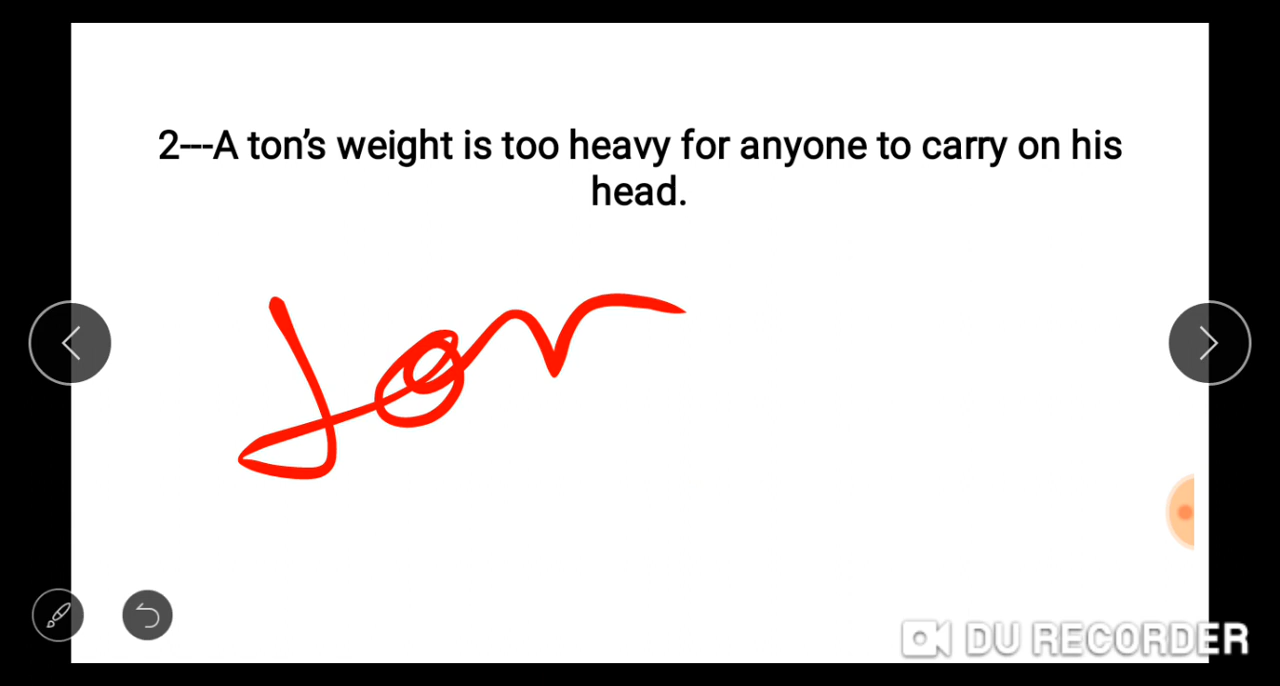 2---A ton's weight is too heavy for anyone to carry on his
head.
DU RECORDER